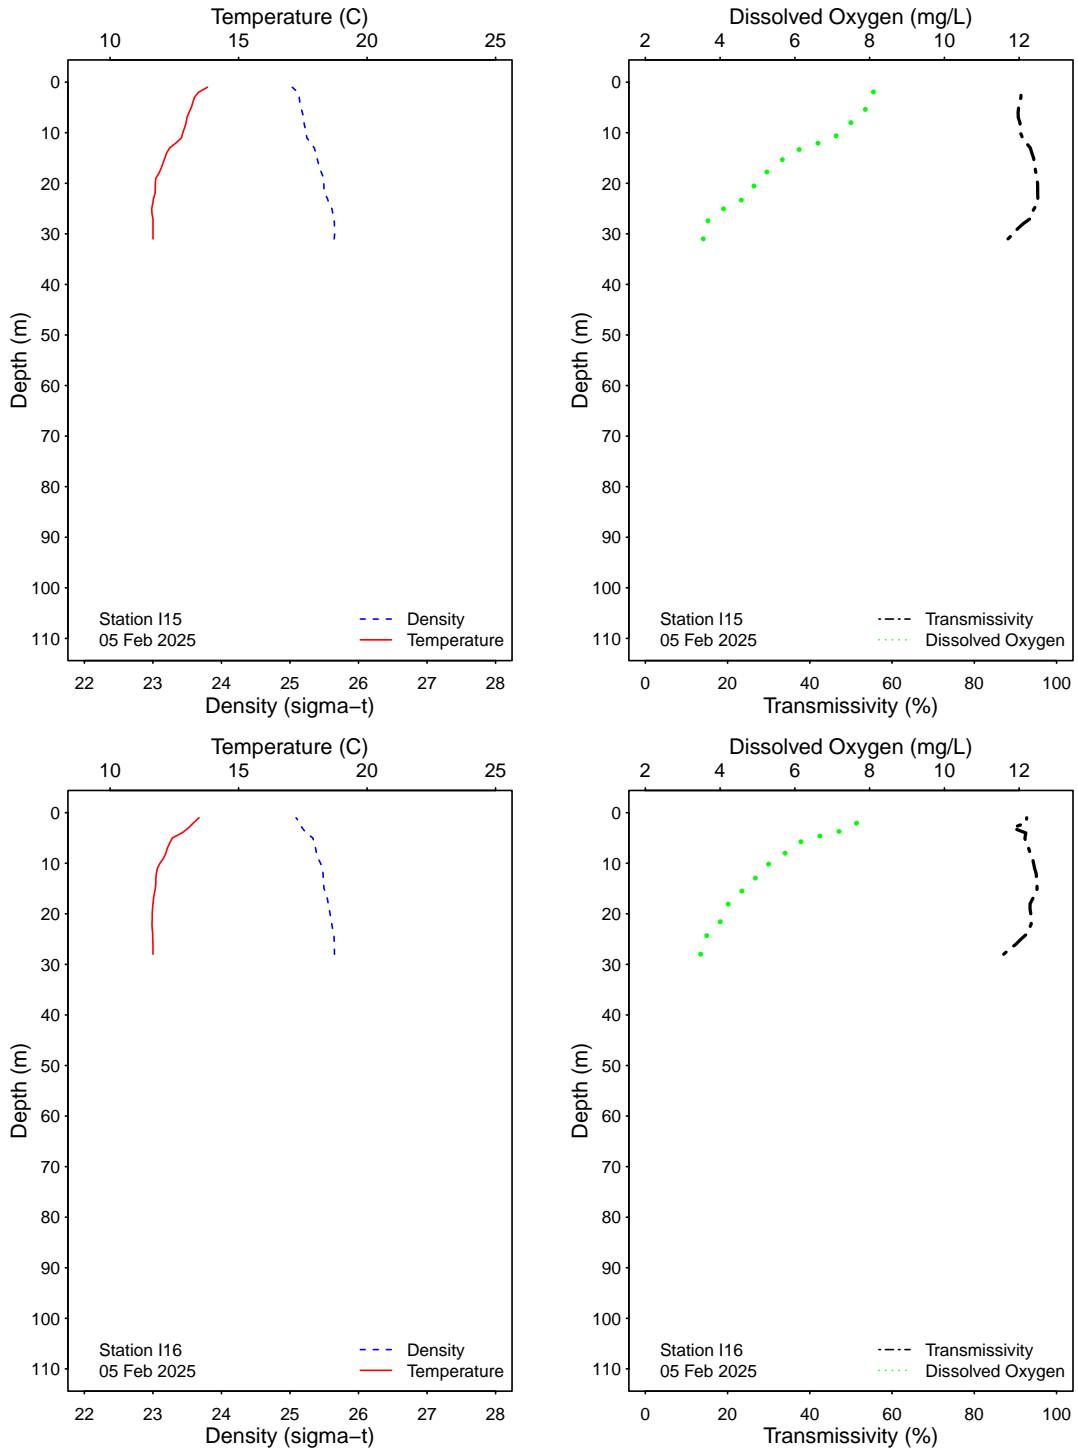 Temperature (C)
10 15 20 25
0
10
20
30
40
50
60
70
80
90
100
110
Depth (m)
Station I15
05 Feb 2025
Density
Temperature
22 23 24 25 26 27 28
Density (sigma−t)
Dissolved Oxygen (mg/L)
2 4 6 8 10 12
0
10
20
30
40
50
60
70
80
90
100
110
Depth (m)
Station I15
05 Feb 2025
Transmissivity
Dissolved Oxygen
0 20 40 60 80 100
Transmissivity (%)
Temperature (C)
10 15 20 25
0
10
20
30
40
50
60
70
80
90
100
110
Depth (m)
Station I16
05 Feb 2025
Density
Temperature
22 23 24 25 26 27 28
Density (sigma−t)
Dissolved Oxygen (mg/L)
2 4 6 8 10 12
0
10
20
30
40
50
60
70
80
90
100
110
Depth (m)
Station I16
05 Feb 2025
Transmissivity
Dissolved Oxygen
0 20 40 60 80 100
Transmissivity (%)